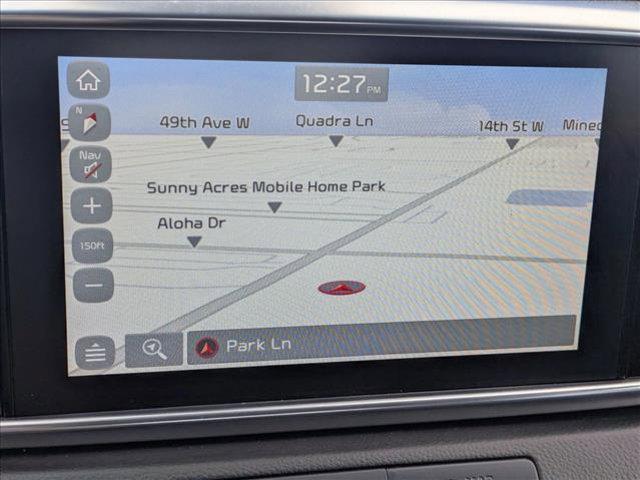 12:27 PM
49th Ave W
Quadra Ln
14th St W
N
Nav
Sunny Acres Mobile Home Park
Aloha Dr
150ft
Park Ln